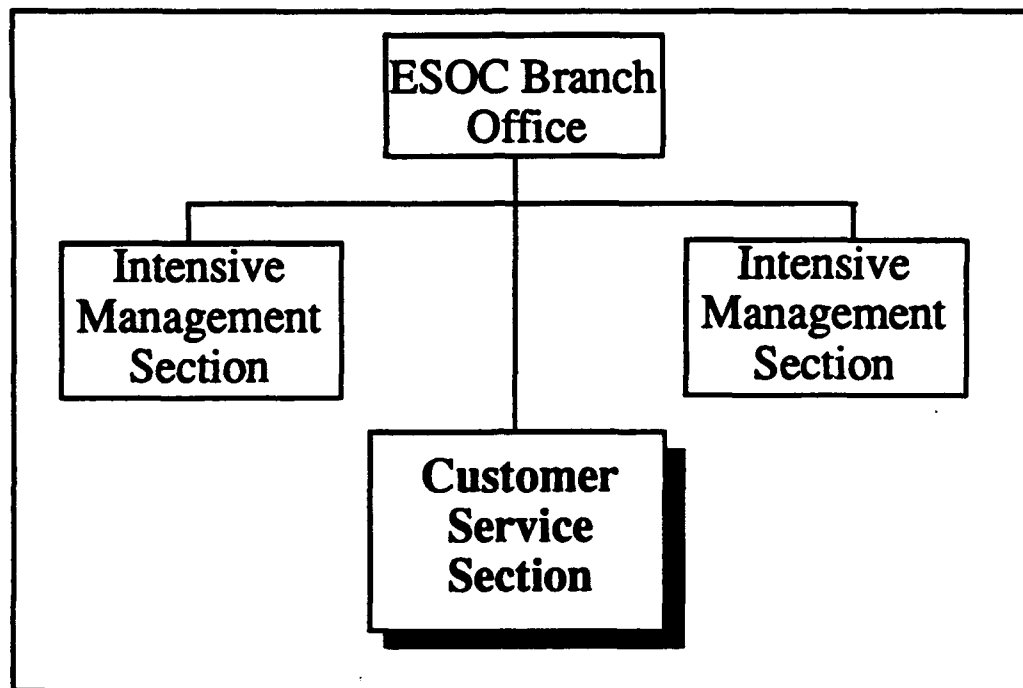 ESOC Branch
Office
Intensive
Management
Section
Intensive
Management
Section
Customer
Service
Section